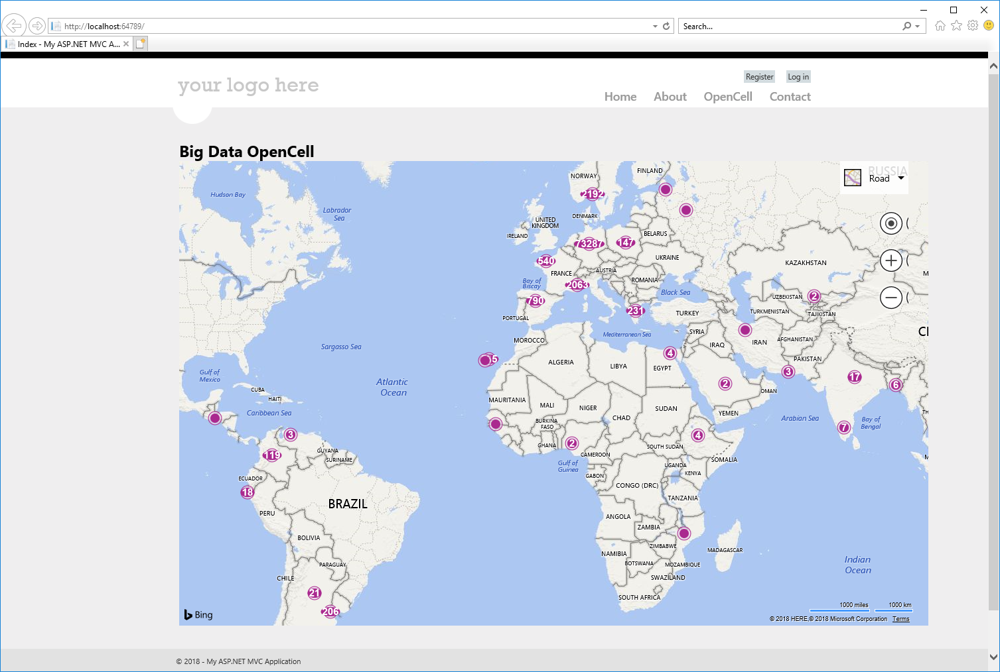 http://localhost:64789/
Search...
Index - My ASP.NET MVC A...
your logo here
Register Log in
Home About OpenCell Contact
Big Data OpenCell
RUSSIA
Road
FINLAND
NORWAY
Hudson Bay
2192
Labrador
Sea
DENMARK
UNITED
KINGDOM
IRELAND
BELARUS
73287
147
UKRAINE
540
KAZAKHSTAN
AUSTRIA
FRANCE
M
ROMANIA
Bay of
Biscay
2063
Black Sea
UZBEKISTAN
2
790
231
TURKEY
TURKMENISTAN
TAJIKISTAN
PORTUGAL
SYRIA
CI
Mediterranean Sea
MOROCCO
IRAQ
IRAN
AFGHANISTAN
Sargasso Sea
4
PAKISTAN
ALGERIA
LIBYA
EGYPT
3
Gulf of
Mexico
17
Atlantic
Ocean
2
6
CUBA
OMAN
HAITI
MAURITANIA
MALI
NIGER
SUDAN
CHAD
YEMEN
Caribbean Sea
Arabian Sea
Bay of
Bengal
BURKINA
FASO
7
3
4
GHANA
2
SOUTH SUDAN
GUYANA
SURINAME
119
CAMEROON
SOMALIA
Gulf of
Guinea
UGANDA
KENYA
GABON
ECUADOR
CONGO (DRC)
18
TANZANIA
BRAZIL
PERU
ANGOLA
ZAMBIA
BOLIVIA
ZIMBABWE
MADAGASCAR
NAMIBIA
BOTSWANA
MOZAMBIQUE
PARAGUAY
Indian
Ocean
CHILE
SWAZILAND
21
SOUTH AFRICA
206
1000 miles 1000 km
Bing
© 2018 HERE,© 2018 Microsoft Corporation Terms
© 2018 - My ASP.NET MVC Application